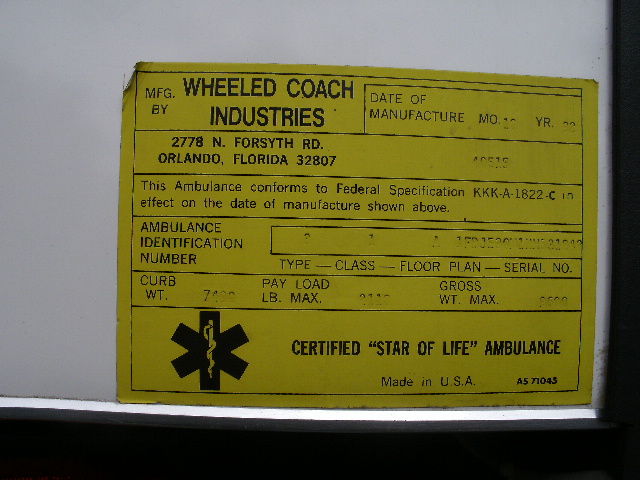 MFG. BY WHEELED COACH INDUSTRIES
DATE OF MANUFACTURE MO. YR.
2778 N. FORSYTH RD.
ORLANDO, FLORIDA 32807
This Ambulance conforms to Federal Specification KKK-A-1822-C in
effect on the date of manufacture shown above.
AMBULANCE IDENTIFICATION NUMBER
TYPE — CLASS — FLOOR PLAN — SERIAL NO.
CURB WT.
PAY LOAD LB. MAX.
GROSS WT. MAX.
CERTIFIED "STAR OF LIFE" AMBULANCE
Made in U.S.A. AS 71045